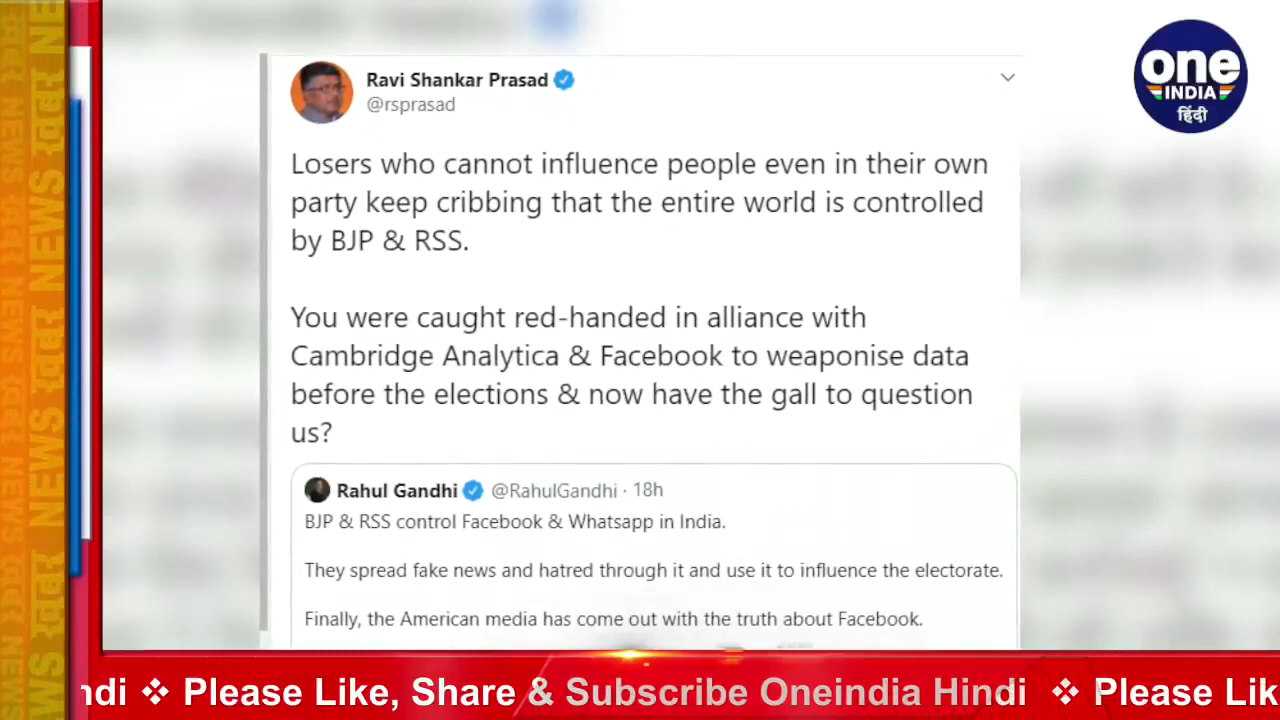 one
INDIA
हिंदी
NEWS खबर NEWS
Ravi Shankar Prasad
@rsprasad
Losers who cannot influence people even in their own
party keep cribbing that the entire world is controlled
by BJP & RSS.
You were caught red-handed in alliance with
Cambridge Analytica & Facebook to weaponise data
before the elections & now have the gall to question
us?
Rahul Gandhi @RahulGandhi · 18h
BJP & RSS control Facebook & Whatsapp in India.
They spread fake news and hatred through it and use it to influence the electorate.
Finally, the American media has come out with the truth about Facebook.
ndi ❖ Please Like, Share & Subscribe Oneindia Hindi ❖ Please Lik